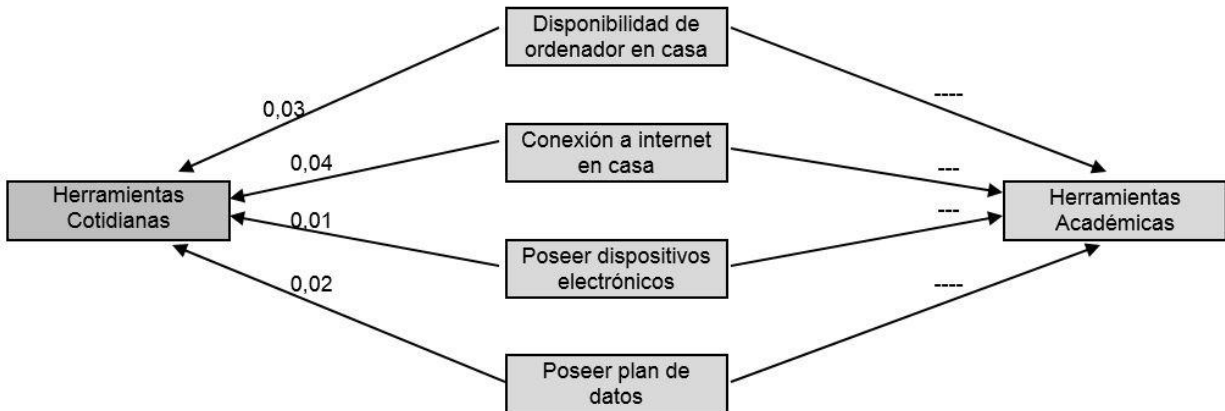 Disponibilidad de
ordenador en casa
0,03
----
Conexión a internet
en casa
0,04
---
Herramientas
Cotidianas
Herramientas
Académicas
0,01
---
Poseer dispositivos
electrónicos
0,02
----
Poseer plan de
datos